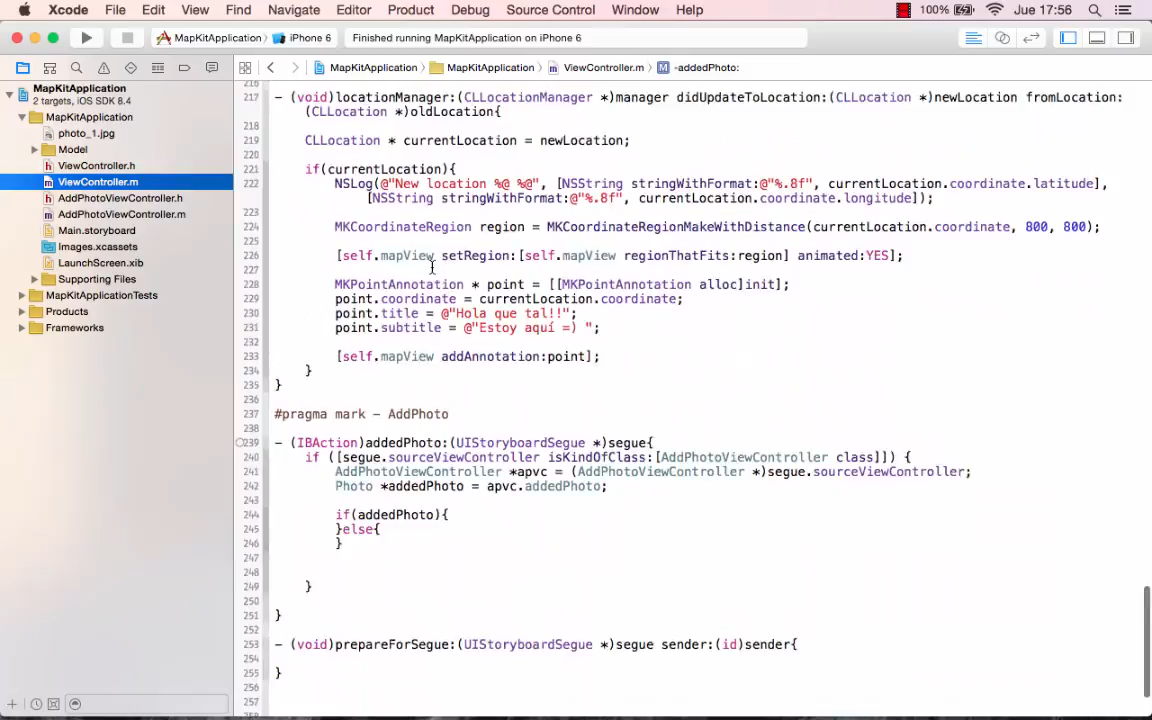 Xcode File Edit View Find Navigate Editor Product Debug Source Control Window Help 100% Jue 17:56
MapKitApplication iPhone 6 Finished running MapKitApplication on iPhone 6
MapKitApplication MapKitApplication ViewController.m M -addedPhoto:
MapKitApplication
2 targets, iOS SDK 8.4
MapKitApplication
photo_1.jpg
Model
ViewController.h
ViewController.m
AddPhotoViewController.h
AddPhotoViewController.m
Main.storyboard
Images.xcassets
LaunchScreen.xib
Supporting Files
MapKitApplicationTests
Products
Frameworks
216
217 - (void)locationManager:(CLLocationManager *)manager didUpdateToLocation:(CLLocation *)newLocation fromLocation:
(CLLocation *)oldLocation{
218
219 CLLocation * currentLocation = newLocation;
220
221 if(currentLocation){
222 NSLog(@"New location %@ %@", [NSString stringWithFormat:@"%.8f", currentLocation.coordinate.latitude],
[NSString stringWithFormat:@"%.8f", currentLocation.coordinate.longitude]);
223
224 MKCoordinateRegion region = MKCoordinateRegionMakeWithDistance(currentLocation.coordinate, 800, 800);
225
226 [self.mapView setRegion:[self.mapView regionThatFits:region] animated:YES];
227
228 MKPointAnnotation * point = [[MKPointAnnotation alloc]init];
229 point.coordinate = currentLocation.coordinate;
230 point.title = @"Hola que tal!!";
231 point.subtitle = @"Estoy aquí =) ";
232
233 [self.mapView addAnnotation:point];
234 }
235 }
236
237 #pragma mark - AddPhoto
238
239 - (IBAction)addedPhoto:(UIStoryboardSegue *)segue{
240 if ([segue.sourceViewController isKindOfClass:[AddPhotoViewController class]]) {
241 AddPhotoViewController *apvc = (AddPhotoViewController *)segue.sourceViewController;
242 Photo *addedPhoto = apvc.addedPhoto;
243
244 if(addedPhoto){
245 }else{
246 }
247
248
249 }
250
251 }
252
253 - (void)prepareForSegue:(UIStoryboardSegue *)segue sender:(id)sender{
254
255 }
256
257